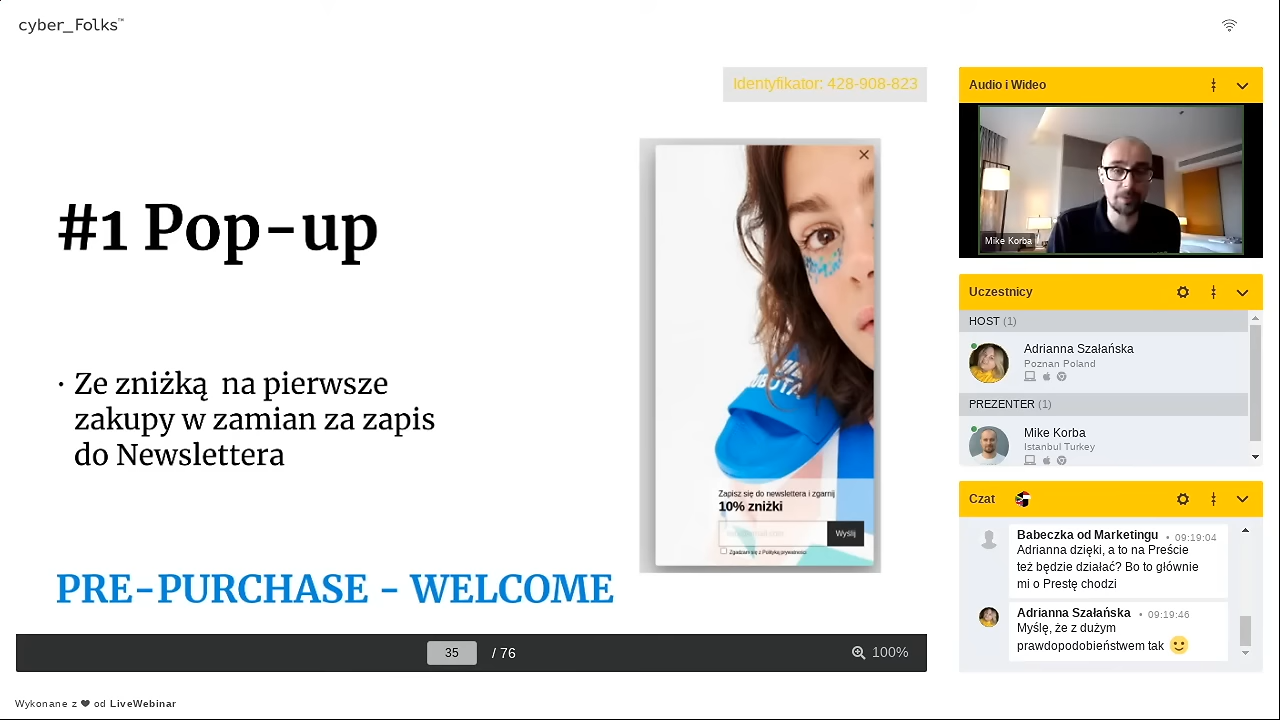 cyber_Folks™
Identyfikator: 428-908-823
#1 Pop-up
· Ze zniżką na pierwsze
zakupy w zamian za zapis
do Newslettera
PRE-PURCHASE - WELCOME
Zapisz się do newslettera i zgarnij
10% zniżki
Wyślij
Zgadzam się z Polityką prywatności
35 / 76
100%
Wykonane z ❤ od LiveWebinar
Audio i Wideo
Mike Korba
Uczestnicy
HOST (1)
Adrianna Szałańska
Poznan Poland
PREZENTER (1)
Mike Korba
Istanbul Turkey
Czat
Babeczka od Marketingu • 09:19:04
Adrianna dzięki, a to na Preście
też będzie działać? Bo to głównie
mi o Prestę chodzi
Adrianna Szałańska • 09:19:46
Myślę, że z dużym
prawdopodobieństwem tak 🙂